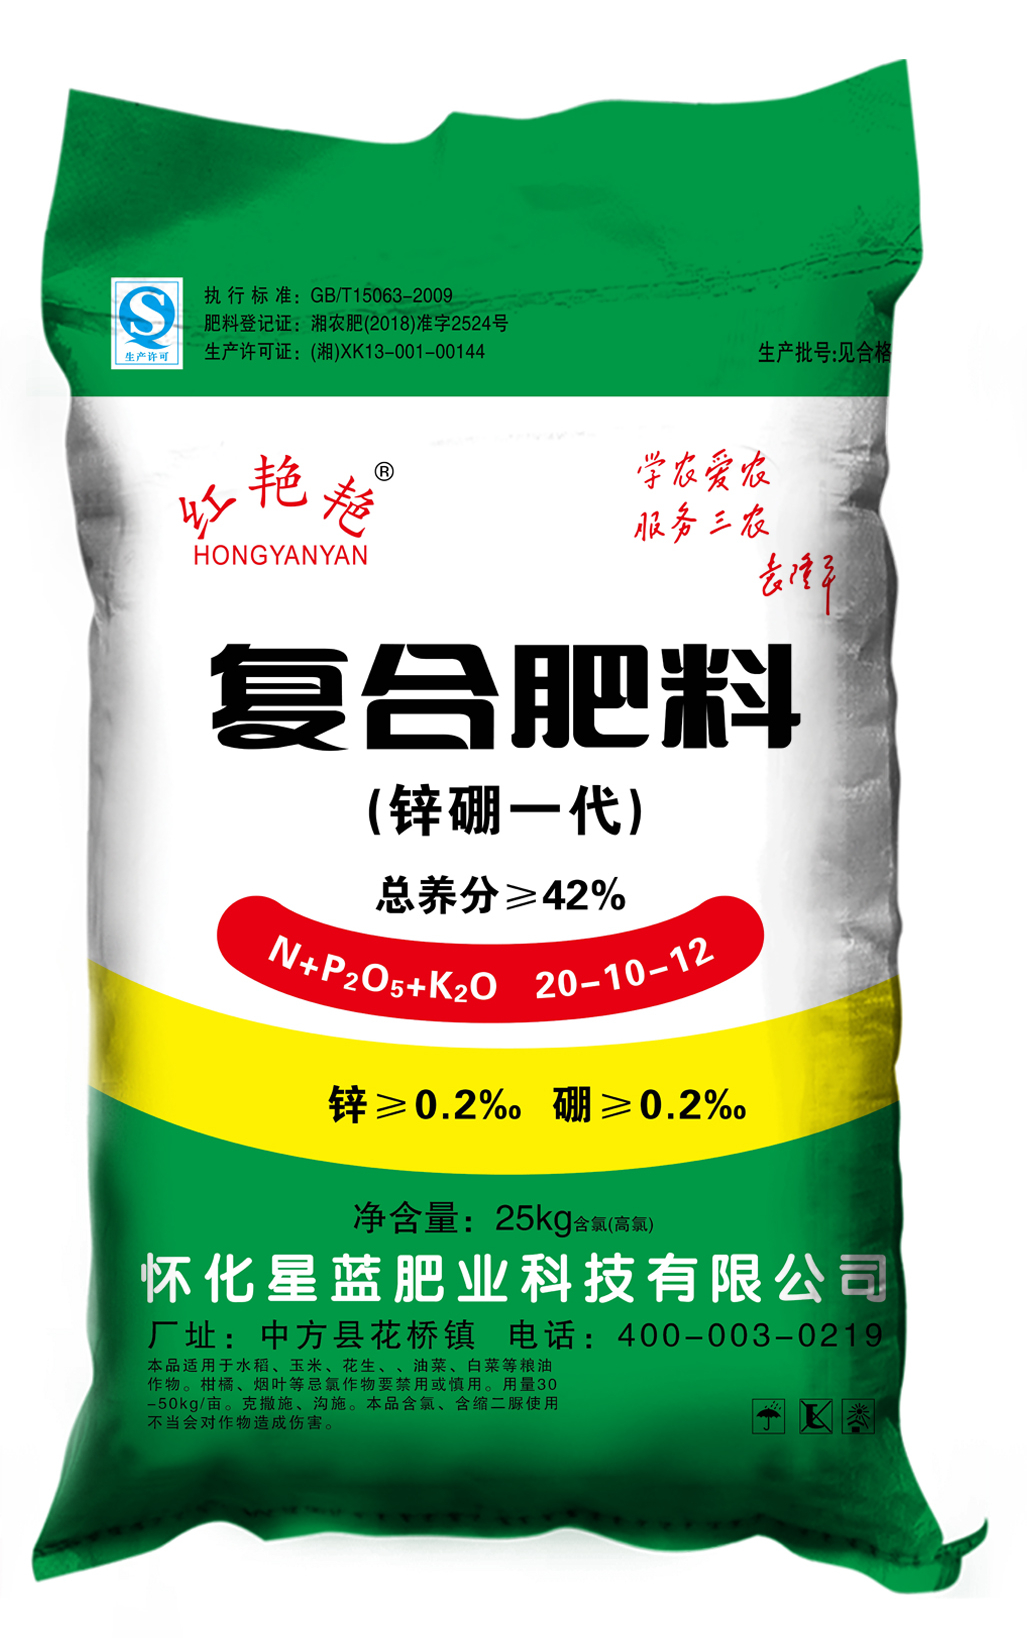 执行标准：GB/T15063-2009
肥料登记证：湘农肥(2018)准字2524号
生产许可证：(湘)XK13-001-00144
生产许可
生产批号:见合格
红艳艳®
HONGYANYAN
学农爱农
服务三农
袁隆平
复合肥料
(锌硼一代)
总养分≥42%
N+P₂O₅+K₂O 20-10-12
锌≥0.2‰ 硼≥0.2‰
净含量：25kg含氯(高氯)
怀化星蓝肥业科技有限公司
厂址：中方县花桥镇 电话：400-003-0219
本品适用于水稻、玉米、花生、、油菜、白菜等粮油
作物。柑橘、烟叶等忌氯作物要禁用或慎用。用量30
-50kg/亩。克撒施、沟施。本品含氯、含缩二脲使用
不当会对作物造成伤害。